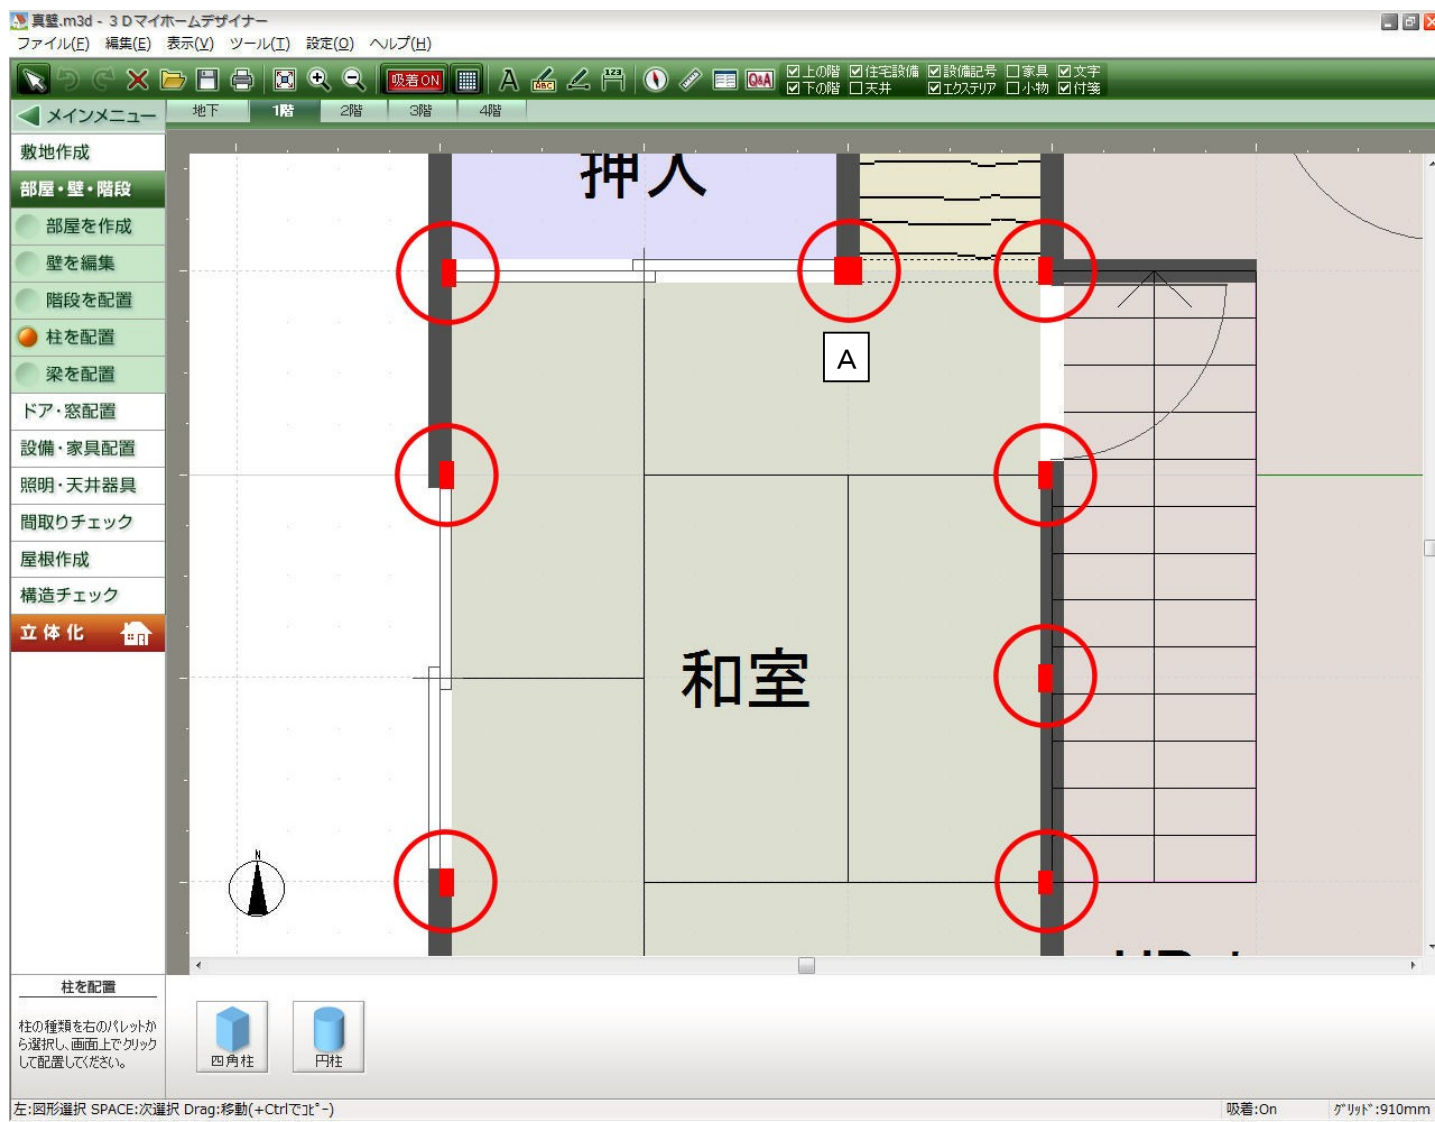 真壁.m3d - 3Dマイホームデザイナー
ファイル(F) 編集(E) 表示(V) ツール(T) 設定(O) ヘルプ(H)
吸着ON A ABC 123 Q&A
上の階 住宅設備 設備記号 家具 文字
下の階 天井 エクステリア 小物 付箋
メインメニュー
地下 1階 2階 3階 4階
敷地作成
部屋・壁・階段
部屋を作成
壁を編集
階段を配置
柱を配置
梁を配置
ドア・窓配置
設備・家具配置
照明・天井器具
間取りチェック
屋根作成
構造チェック
立体化
押入
A
和室
N
柱を配置
柱の種類を右のパレットか
ら選択し、画面上でクリック
して配置してください。
四角柱
円柱
左:図形選択 SPACE:次選択 Drag:移動(+Ctrlでコピー)
吸着:On
グリッド:910mm